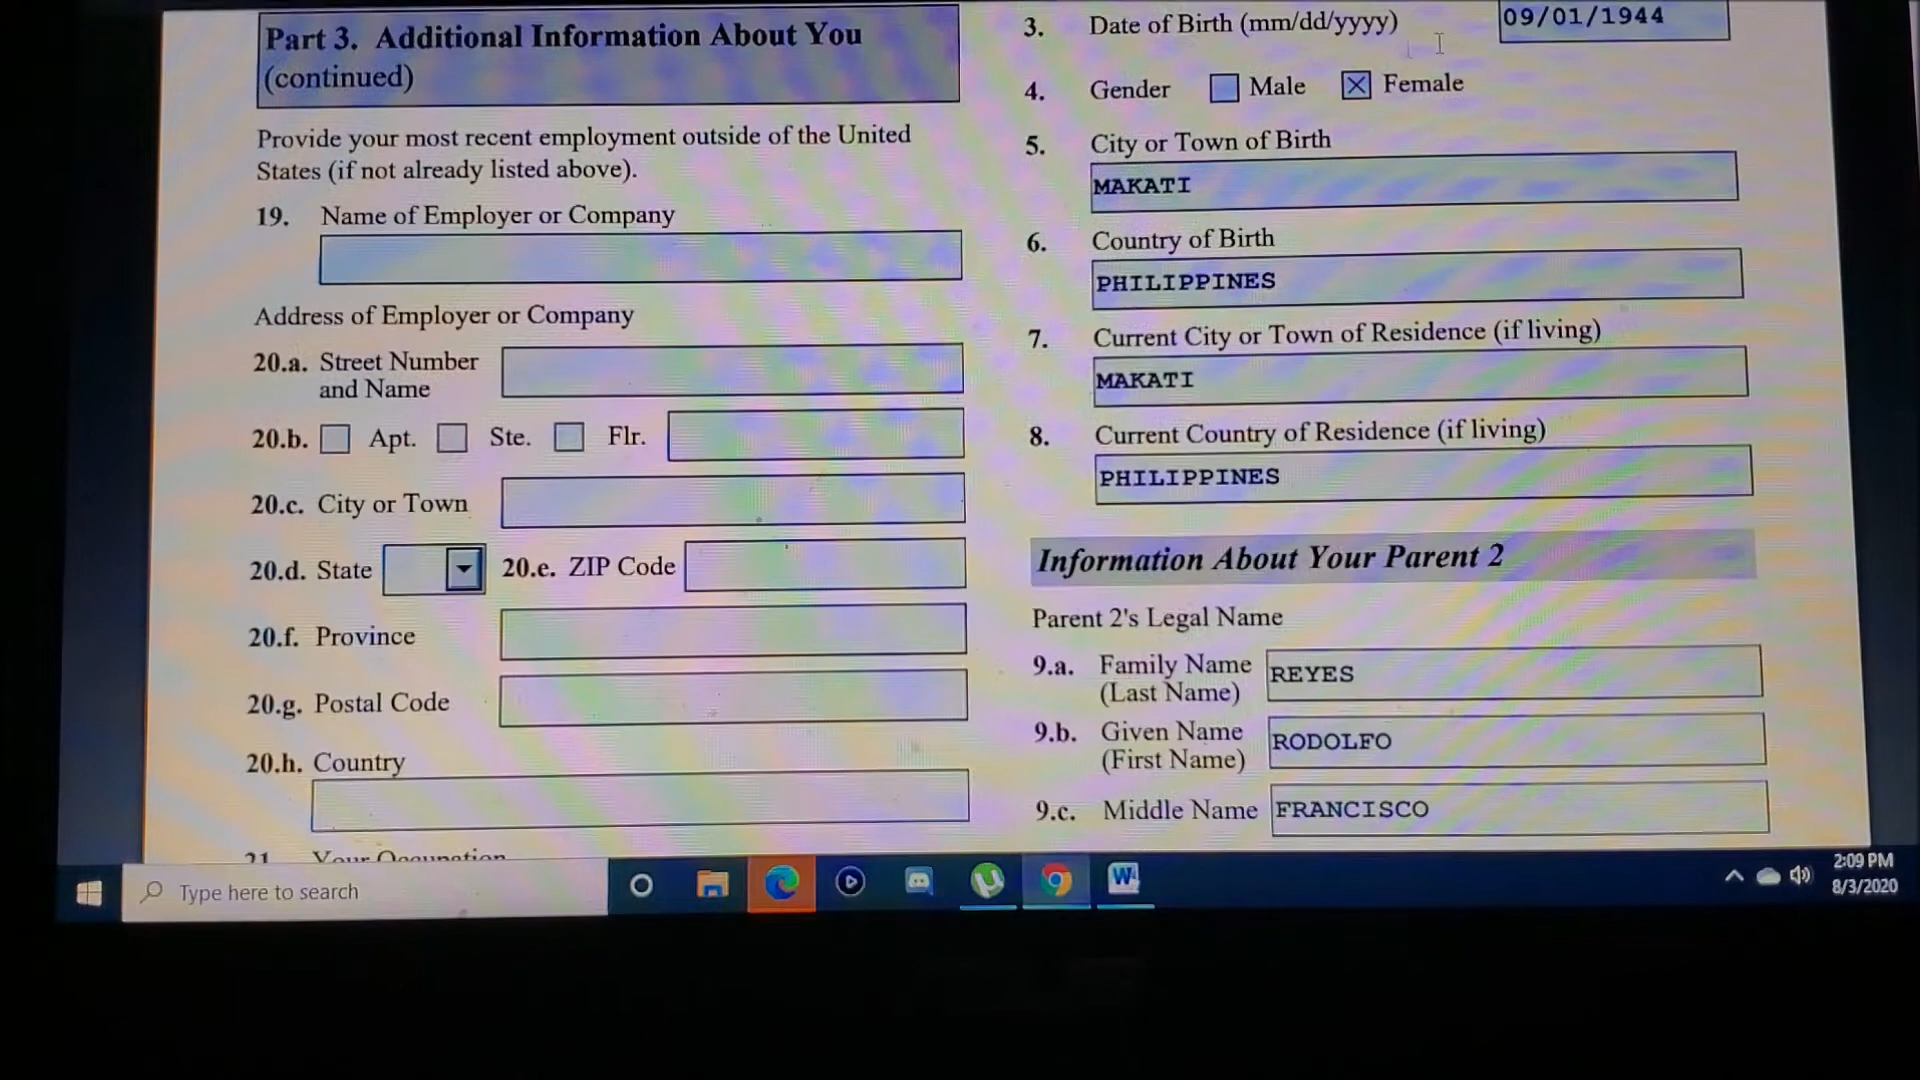 Part 3. Additional Information About You
(continued)
Provide your most recent employment outside of the United
States (if not already listed above).
19. Name of Employer or Company
Address of Employer or Company
20.a. Street Number
and Name
20.b. Apt. Ste. Flr.
20.c. City or Town
20.d. State 20.e. ZIP Code
20.f. Province
20.g. Postal Code
20.h. Country
21 Your Occupation
3. Date of Birth (mm/dd/yyyy) 09/01/1944
4. Gender Male Female
5. City or Town of Birth
MAKATI
6. Country of Birth
PHILIPPINES
7. Current City or Town of Residence (if living)
MAKATI
8. Current Country of Residence (if living)
PHILIPPINES
Information About Your Parent 2
Parent 2's Legal Name
9.a. Family Name
(Last Name) REYES
9.b. Given Name
(First Name) RODOLFO
9.c. Middle Name FRANCISCO
Type here to search
2:09 PM
8/3/2020